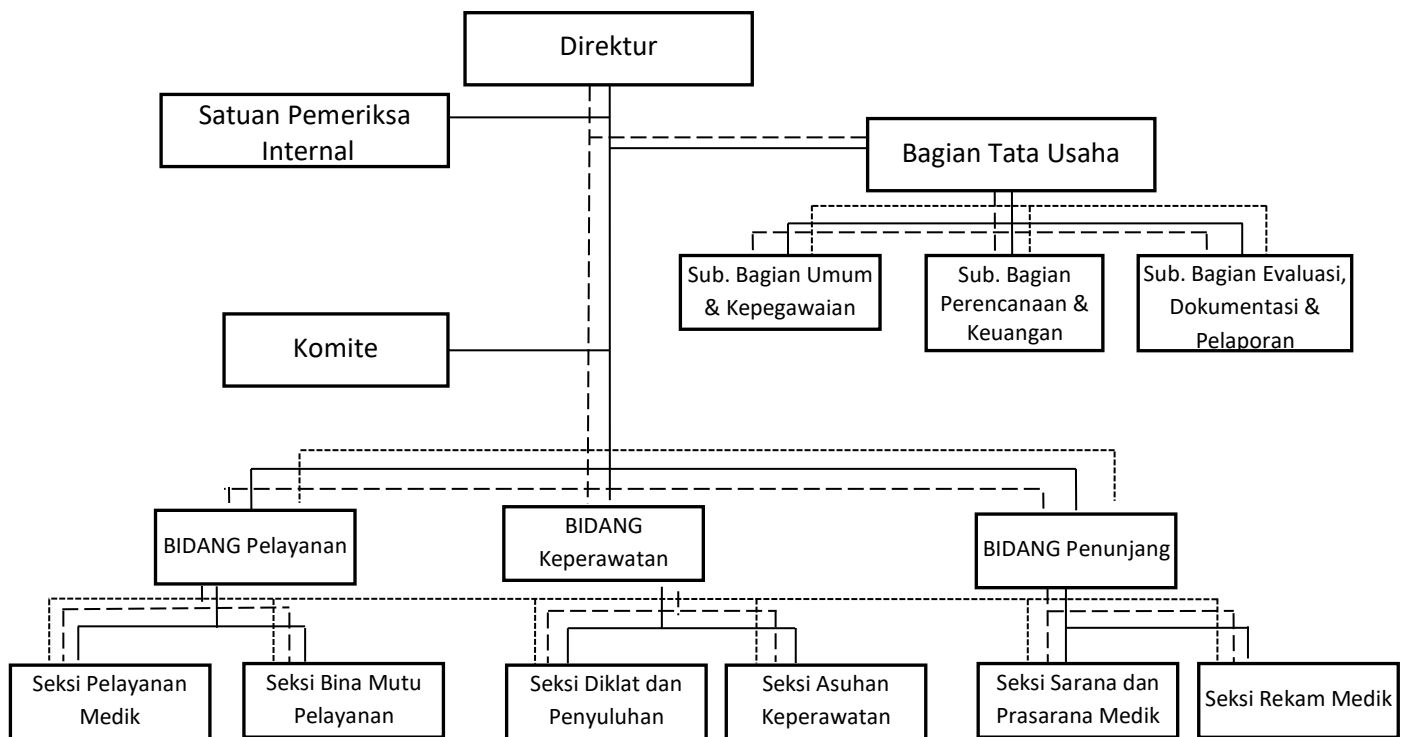 Direktur
Satuan Pemeriksa
Internal
Bagian Tata Usaha
Sub. Bagian Umum
& Kepegawaian
Sub. Bagian
Perencanaan &
Keuangan
Sub. Bagian Evaluasi,
Dokumentasi &
Pelaporan
Komite
BIDANG Pelayanan
BIDANG
Keperawatan
BIDANG Penunjang
Seksi Pelayanan
Medik
Seksi Bina Mutu
Pelayanan
Seksi Diklat dan
Penyuluhan
Seksi Asuhan
Keperawatan
Seksi Sarana dan
Prasarana Medik
Seksi Rekam Medik